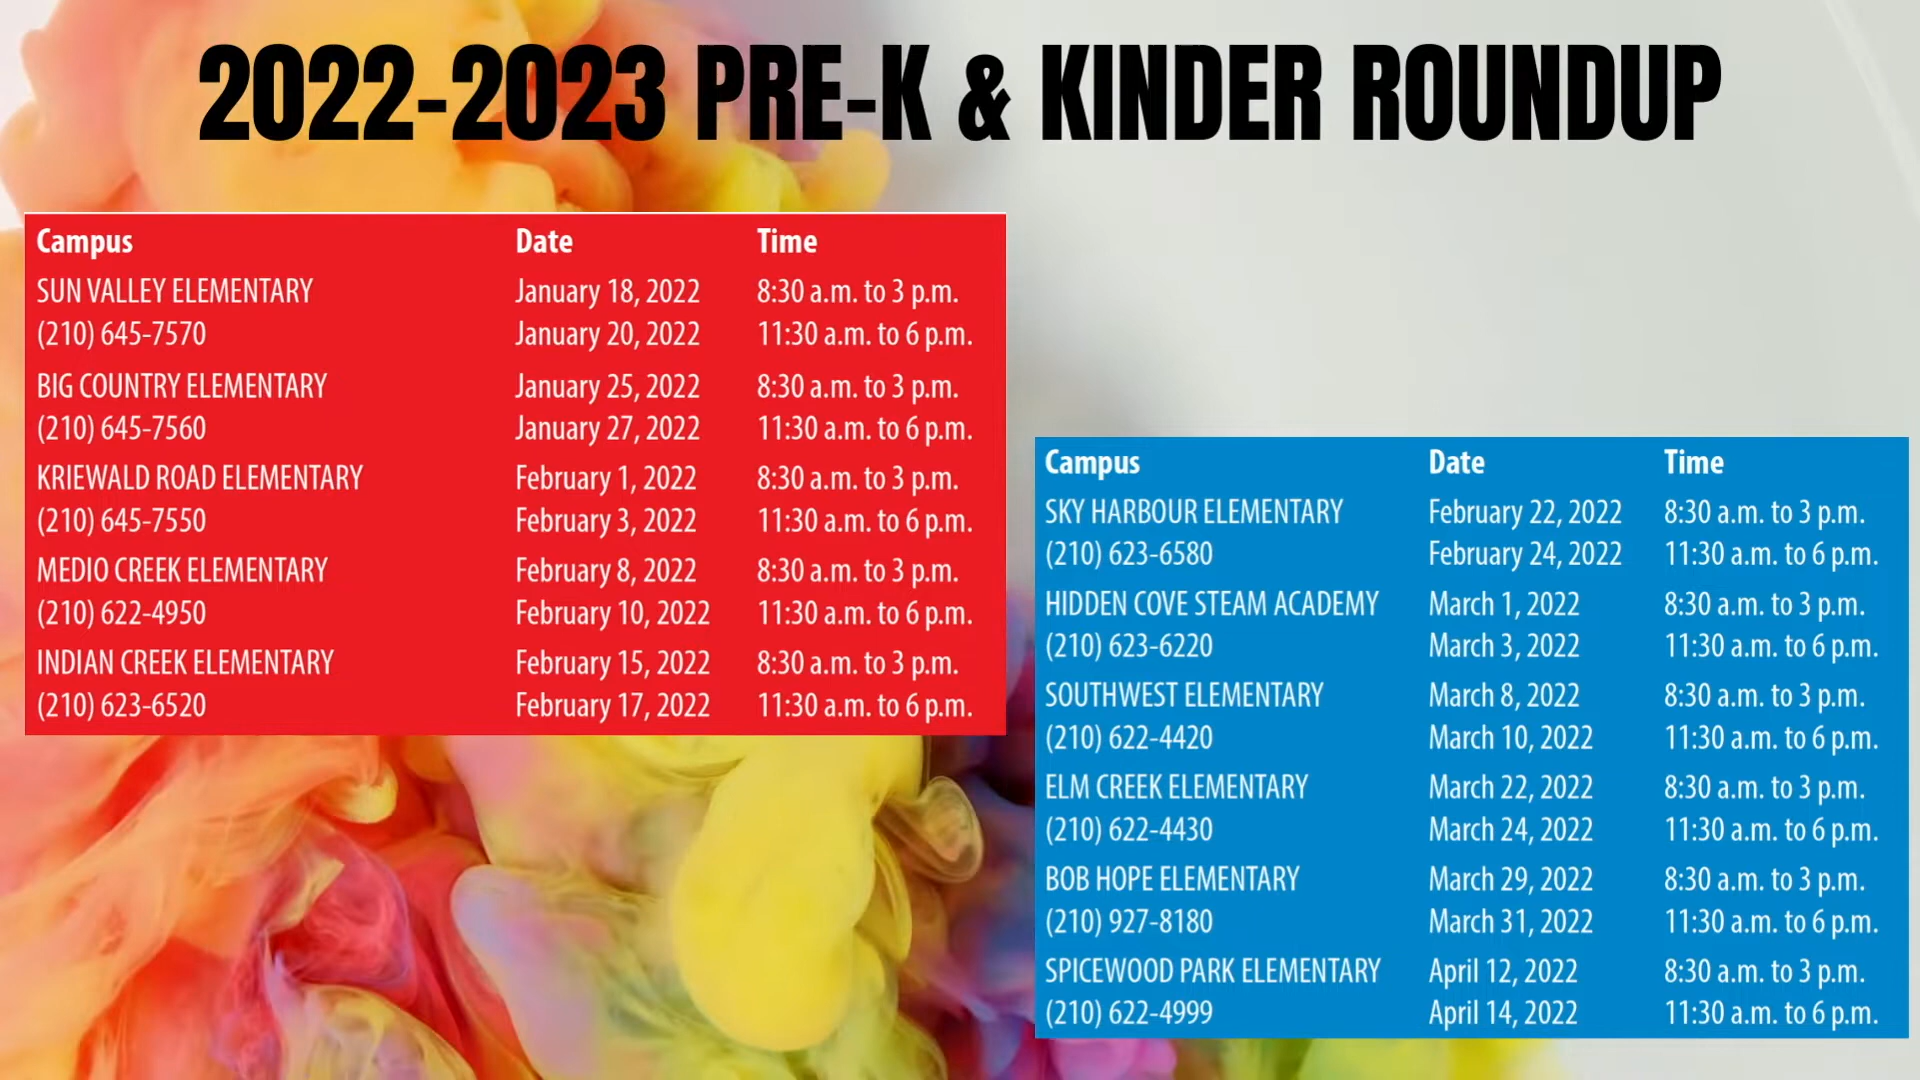 2022-2023 PRE-K & KINDER ROUNDUP
Campus Date Time
SUN VALLEY ELEMENTARY January 18, 2022 8:30 a.m. to 3 p.m.
(210) 645-7570 January 20, 2022 11:30 a.m. to 6 p.m.
BIG COUNTRY ELEMENTARY January 25, 2022 8:30 a.m. to 3 p.m.
(210) 645-7560 January 27, 2022 11:30 a.m. to 6 p.m.
KRIEWALD ROAD ELEMENTARY February 1, 2022 8:30 a.m. to 3 p.m.
(210) 645-7550 February 3, 2022 11:30 a.m. to 6 p.m.
MEDIO CREEK ELEMENTARY February 8, 2022 8:30 a.m. to 3 p.m.
(210) 622-4950 February 10, 2022 11:30 a.m. to 6 p.m.
INDIAN CREEK ELEMENTARY February 15, 2022 8:30 a.m. to 3 p.m.
(210) 623-6520 February 17, 2022 11:30 a.m. to 6 p.m.
Campus Date Time
SKY HARBOUR ELEMENTARY February 22, 2022 8:30 a.m. to 3 p.m.
(210) 623-6580 February 24, 2022 11:30 a.m. to 6 p.m.
HIDDEN COVE STEAM ACADEMY March 1, 2022 8:30 a.m. to 3 p.m.
(210) 623-6220 March 3, 2022 11:30 a.m. to 6 p.m.
SOUTHWEST ELEMENTARY March 8, 2022 8:30 a.m. to 3 p.m.
(210) 622-4420 March 10, 2022 11:30 a.m. to 6 p.m.
ELM CREEK ELEMENTARY March 22, 2022 8:30 a.m. to 3 p.m.
(210) 622-4430 March 24, 2022 11:30 a.m. to 6 p.m.
BOB HOPE ELEMENTARY March 29, 2022 8:30 a.m. to 3 p.m.
(210) 927-8180 March 31, 2022 11:30 a.m. to 6 p.m.
SPICEWOOD PARK ELEMENTARY April 12, 2022 8:30 a.m. to 3 p.m.
(210) 622-4999 April 14, 2022 11:30 a.m. to 6 p.m.